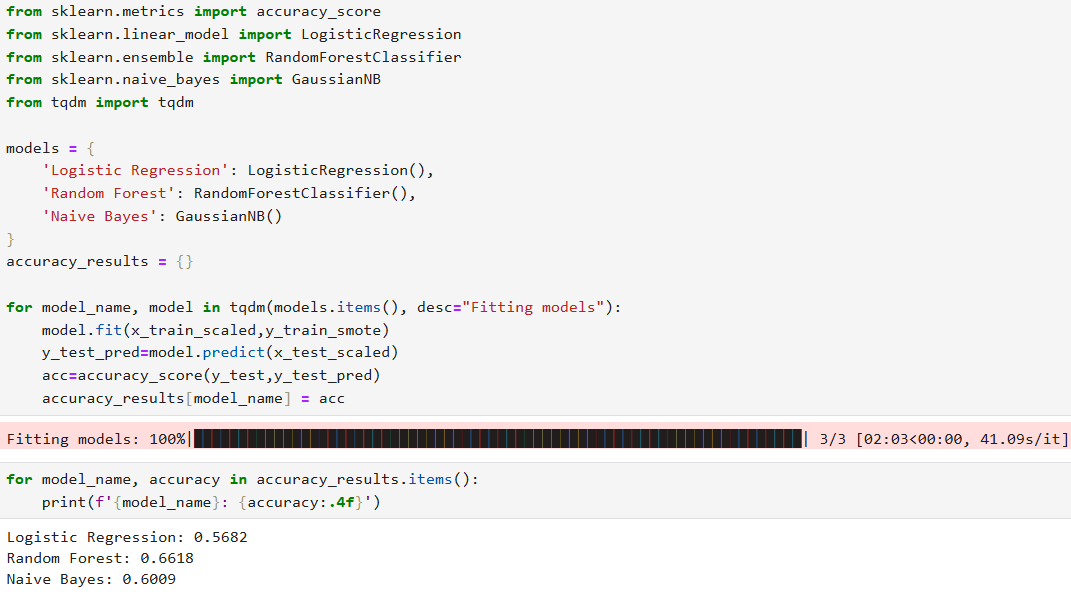 from sklearn.metrics import accuracy_score
from sklearn.linear_model import LogisticRegression
from sklearn.ensemble import RandomForestClassifier
from sklearn.naive_bayes import GaussianNB
from tqdm import tqdm

models = {
    'Logistic Regression': LogisticRegression(),
    'Random Forest': RandomForestClassifier(),
    'Naive Bayes': GaussianNB()
}
accuracy_results = {}

for model_name, model in tqdm(models.items(), desc="Fitting models"):
    model.fit(x_train_scaled,y_train_smote)
    y_test_pred=model.predict(x_test_scaled)
    acc=accuracy_score(y_test,y_test_pred)
    accuracy_results[model_name] = acc
Fitting models: 100%|██████████| 3/3 [02:03<00:00, 41.09s/it]
for model_name, accuracy in accuracy_results.items():
    print(f'{model_name}: {accuracy:.4f}')
Logistic Regression: 0.5682
Random Forest: 0.6618
Naive Bayes: 0.6009